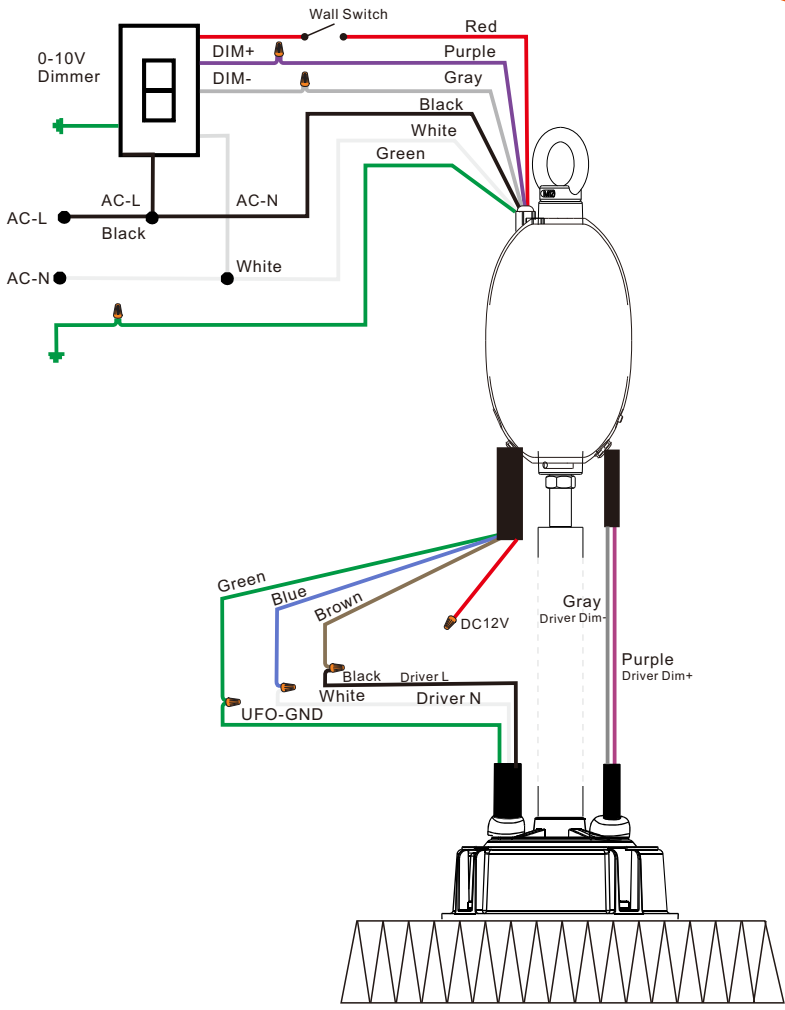 Wall Switch
Red
0-10V
Dimmer
DIM+
Purple
DIM-
Gray
Black
White
Green
AC-L
AC-L
AC-N
Black
AC-N
White
Green
Blue
Brown
DC12V
Gray
Driver Dim-
Purple
Driver Dim+
Black
Driver L
White
Driver N
UFO-GND